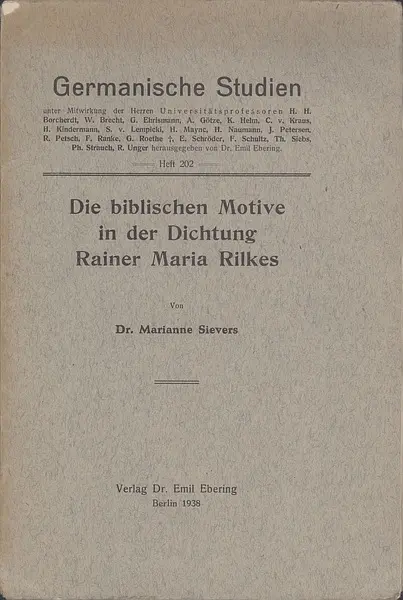 Germanische Studien
unter Mitwirkung der Herren Universitätsprofessoren H. H.
Borcherdt, W. Brecht, G. Ehrismann, A. Götze, K. Helm, C. v. Kraus,
H. Kindermann, S. v. Lempicki, H. Maync, H. Naumann, J. Petersen,
R. Petsch, F. Ranke, G. Roethe †, E. Schröder, F. Schultz, Th. Siebs,
Ph. Strauch, R. Unger herausgegeben von Dr. Emil Ebering.
Heft 202
Die biblischen Motive
in der Dichtung
Rainer Maria Rilkes
Von
Dr. Marianne Sievers
Verlag Dr. Emil Ebering
Berlin 1938